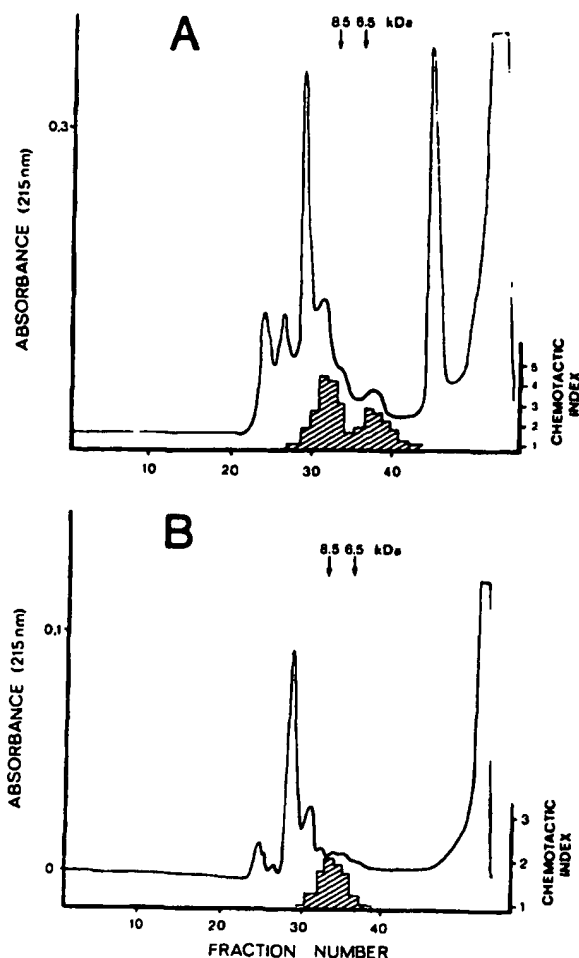 A
8.5 6.5 kDa
ABSORBANCE (215nm)
0.3
5
4
3
2
1
CHEMOTACTIC INDEX
10 20 30 40
B
8.5 6.5 kDa
ABSORBANCE (215nm)
0.1
0
3
2
1
CHEMOTACTIC INDEX
10 20 30 40
FRACTION NUMBER